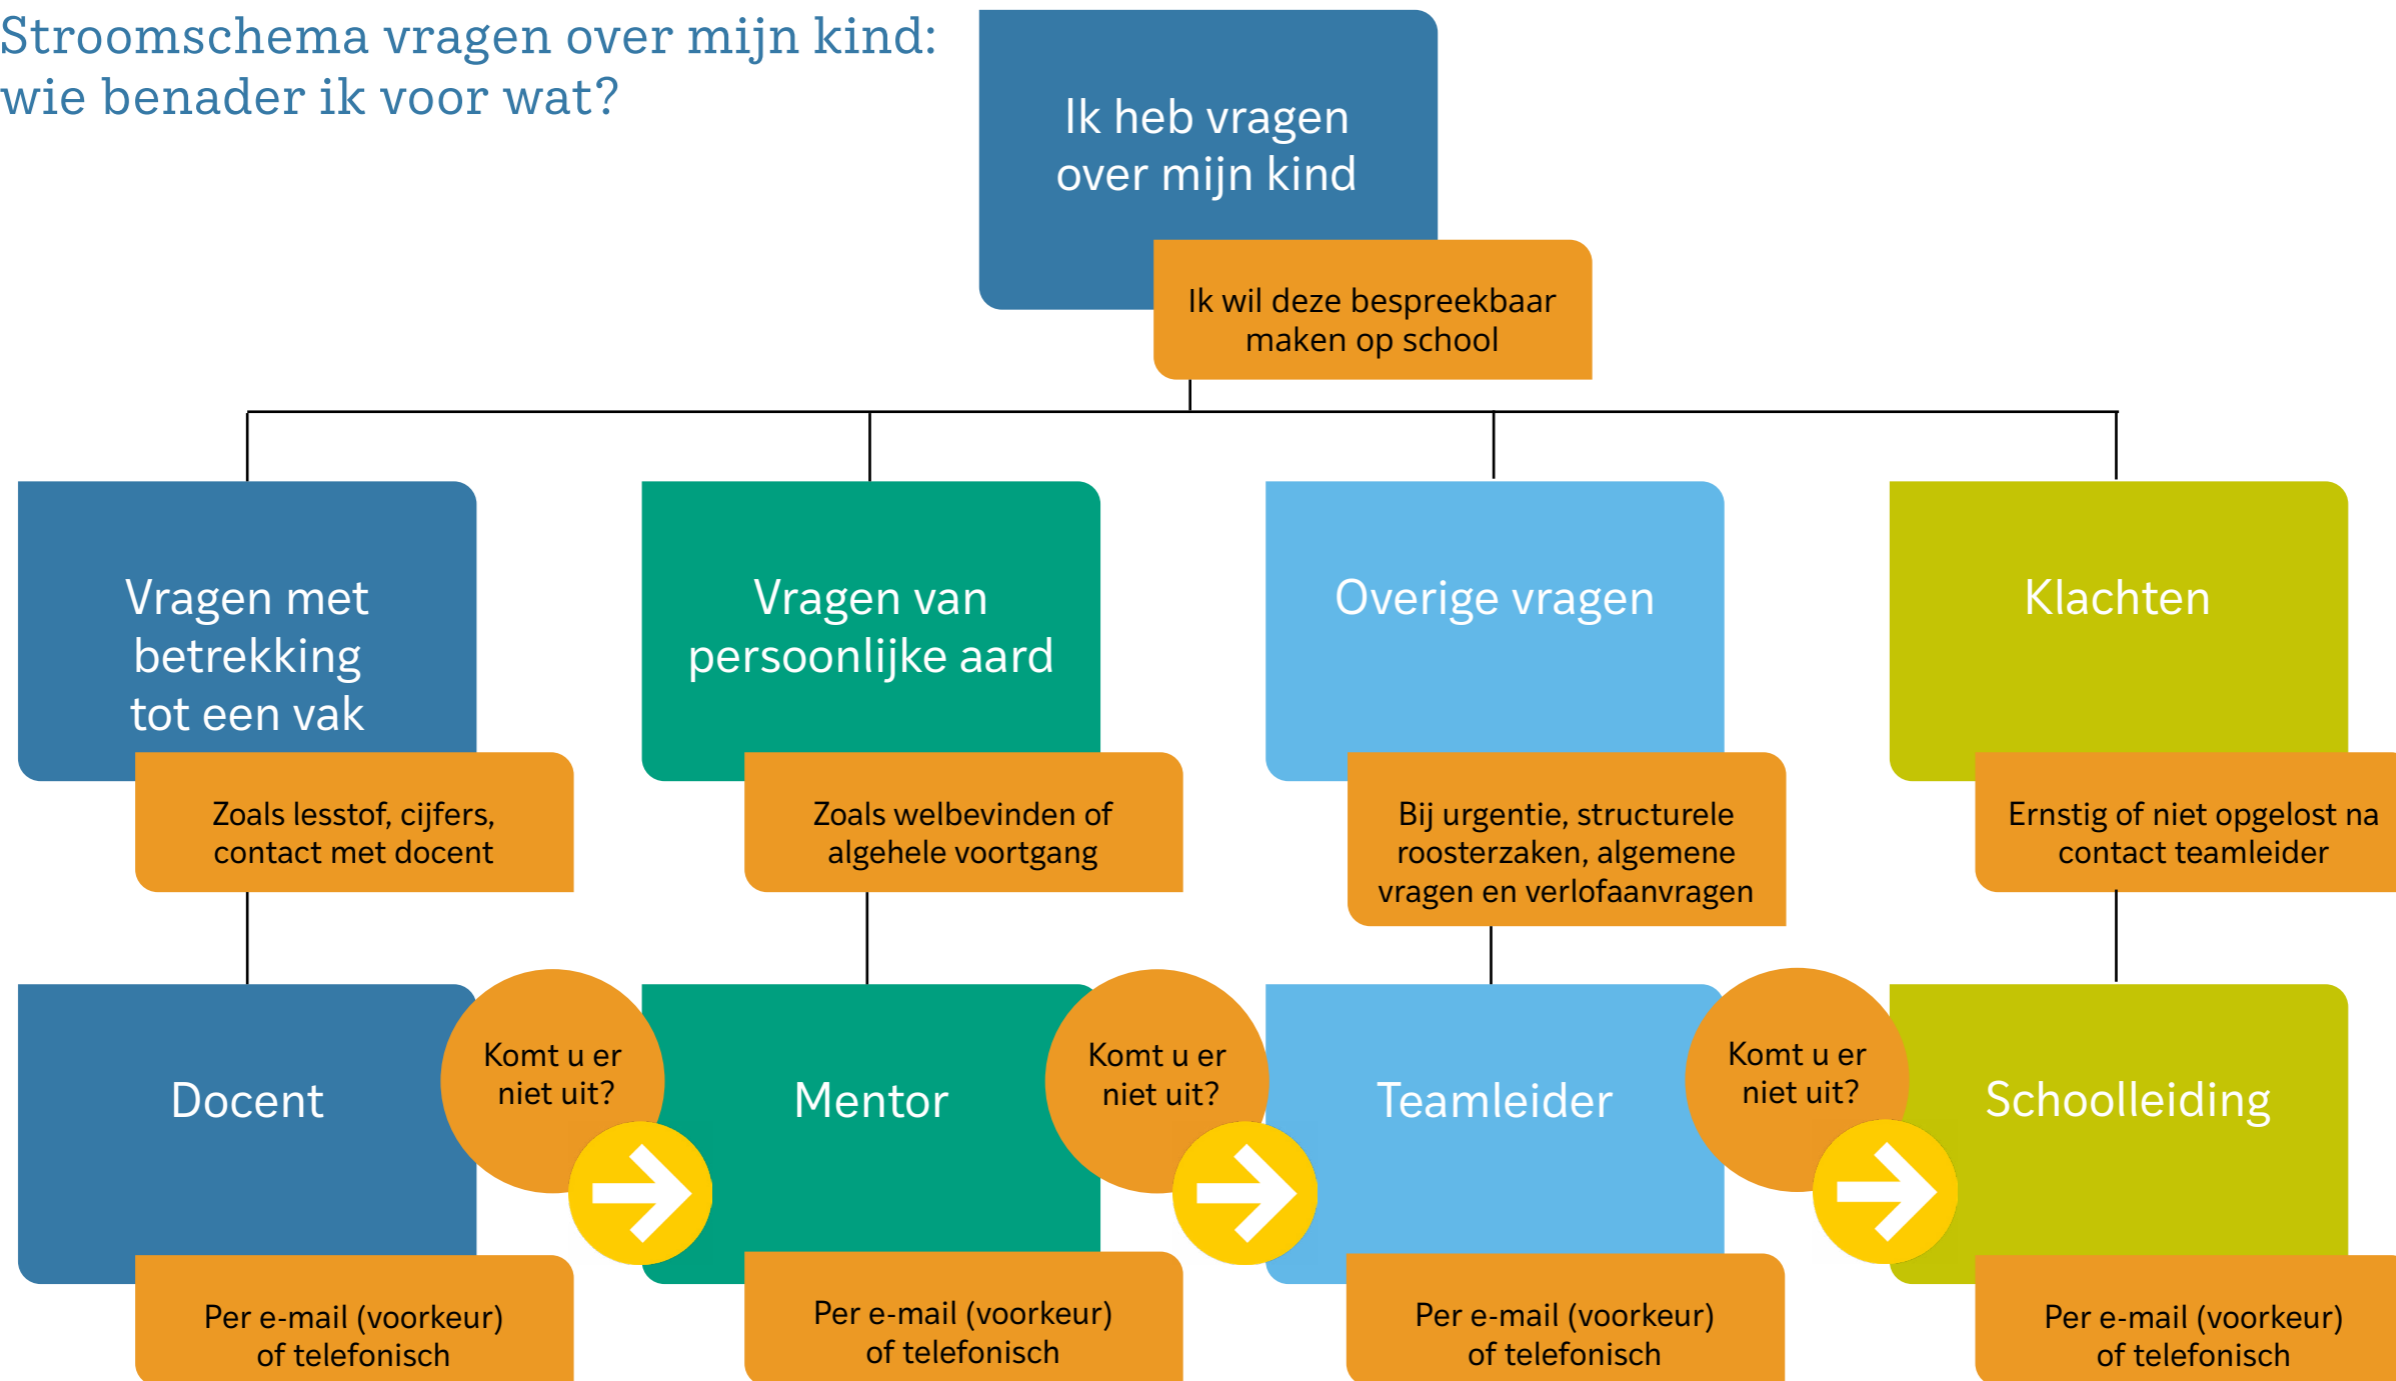 Stroomschema vragen over mijn kind:
wie benader ik voor wat?
Ik heb vragen
over mijn kind
Ik wil deze bespreekbaar
maken op school
Vragen met
betrekking
tot een vak
Zoals lesstof, cijfers,
contact met docent
Vragen van
persoonlijke aard
Zoals welbevinden of
algehele voortgang
Overige vragen
Bij urgentie, structurele
roosterzaken, algemene
vragen en verlofaanvragen
Klachten
Ernstig of niet opgelost na
contact teamleider
Docent
Per e-mail (voorkeur)
of telefonisch
Komt u er
niet uit?
Mentor
Per e-mail (voorkeur)
of telefonisch
Komt u er
niet uit?
Teamleider
Per e-mail (voorkeur)
of telefonisch
Komt u er
niet uit?
Schoolleiding
Per e-mail (voorkeur)
of telefonisch